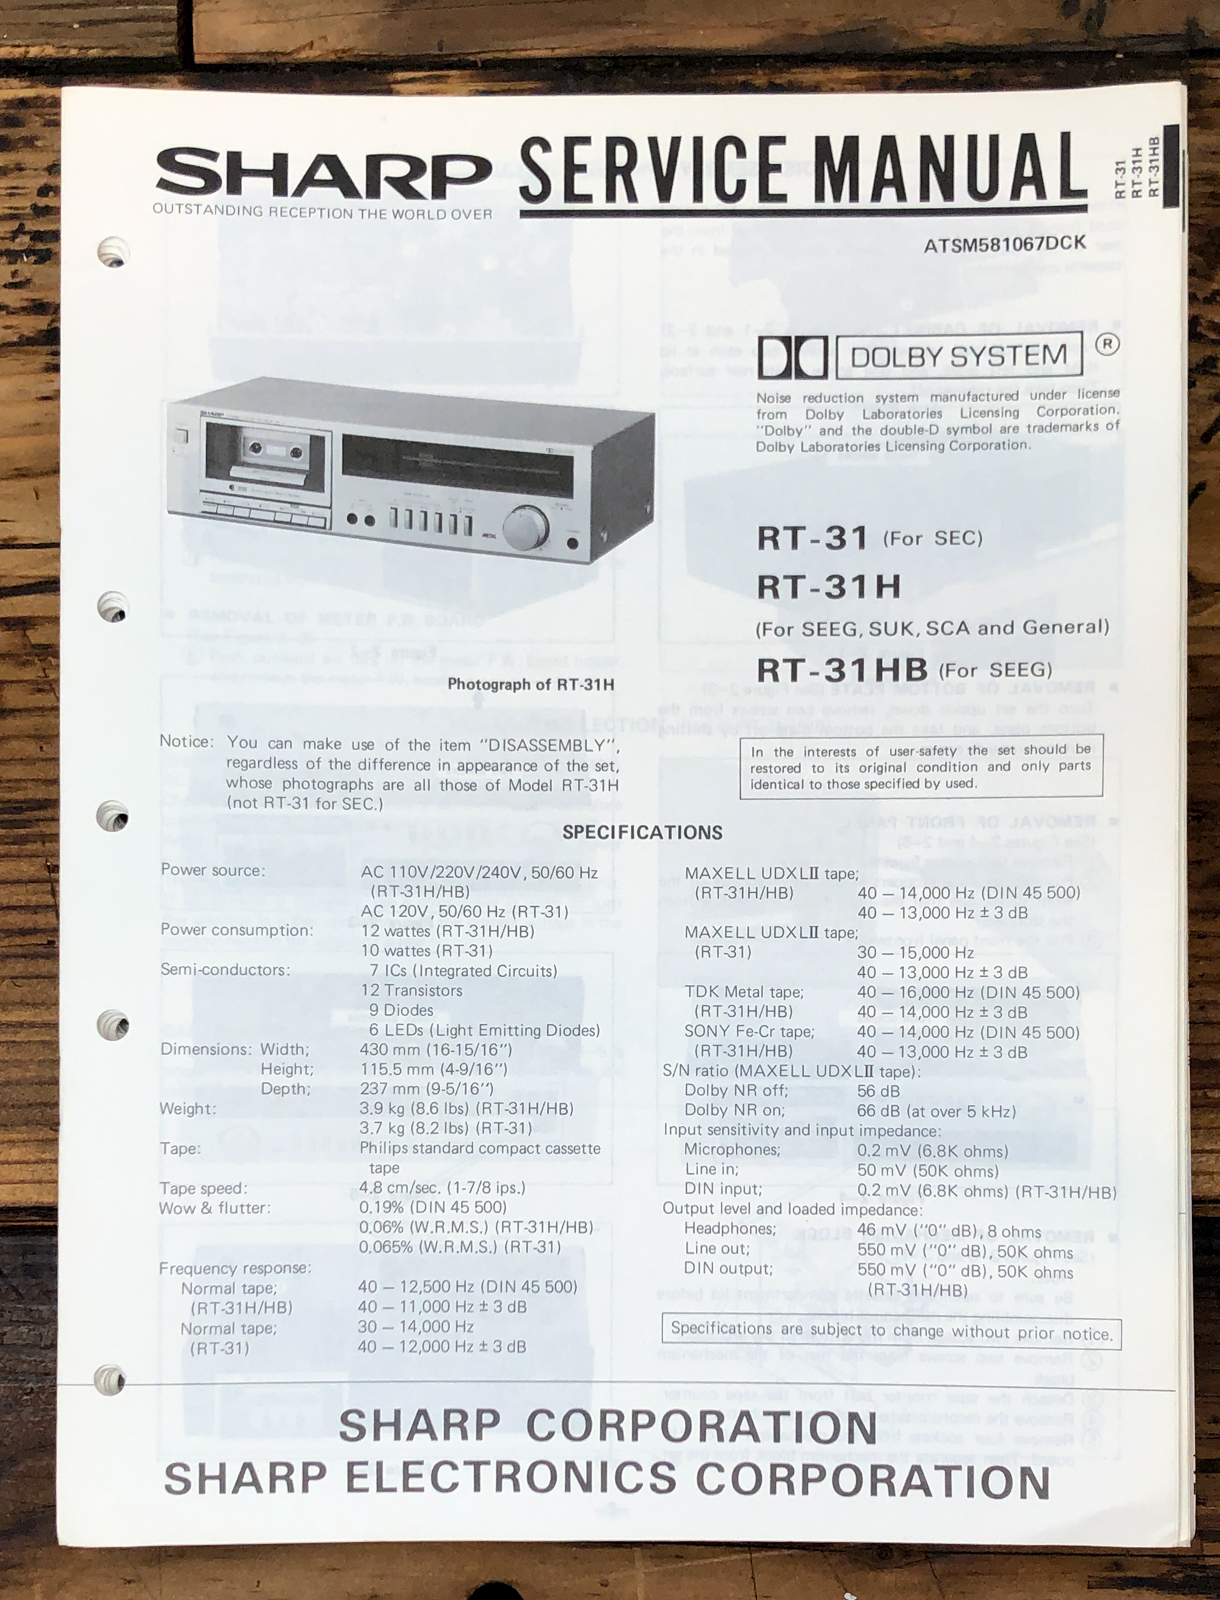 SHARP SERVICE MANUAL
OUTSTANDING RECEPTION THE WORLD OVER
RT-31
RT-31H
RT-31HB
ATSM581067DCK
DOLBY SYSTEM ®
Noise reduction system manufactured under license
from Dolby Laboratories Licensing Corporation.
"Dolby" and the double-D symbol are trademarks of
Dolby Laboratories Licensing Corporation.
SHARP
METAL
RT-31 (For SEC)
RT-31H
(For SEEG, SUK, SCA and General)
RT-31HB (For SEEG)
Photograph of RT-31H
Notice: You can make use of the item "DISASSEMBLY",
regardless of the difference in appearance of the set,
whose photographs are all those of Model RT-31H
(not RT-31 for SEC.)
In the interests of user-safety the set should be
restored to its original condition and only parts
identical to those specified by used.
SPECIFICATIONS
Power source: AC 110V/220V/240V, 50/60 Hz
(RT-31H/HB)
AC 120V, 50/60 Hz (RT-31)
Power consumption: 12 wattes (RT-31H/HB)
10 wattes (RT-31)
Semi-conductors: 7 ICs (Integrated Circuits)
12 Transistors
9 Diodes
6 LEDs (Light Emitting Diodes)
Dimensions: Width; 430 mm (16-15/16")
Height; 115.5 mm (4-9/16")
Depth; 237 mm (9-5/16")
Weight: 3.9 kg (8.6 lbs) (RT-31H/HB)
3.7 kg (8.2 lbs) (RT-31)
Tape: Philips standard compact cassette
tape
Tape speed: 4.8 cm/sec. (1-7/8 ips.)
Wow & flutter: 0.19% (DIN 45 500)
0.06% (W.R.M.S.) (RT-31H/HB)
0.065% (W.R.M.S.) (RT-31)
Frequency response:
Normal tape; 40 – 12,500 Hz (DIN 45 500)
(RT-31H/HB) 40 – 11,000 Hz ± 3 dB
Normal tape; 30 – 14,000 Hz
(RT-31) 40 – 12,000 Hz ± 3 dB
MAXELL UDXLII tape;
(RT-31H/HB) 40 – 14,000 Hz (DIN 45 500)
40 – 13,000 Hz ± 3 dB
MAXELL UDXLII tape;
(RT-31) 30 – 15,000 Hz
40 – 13,000 Hz ± 3 dB
TDK Metal tape; 40 – 16,000 Hz (DIN 45 500)
(RT-31H/HB) 40 – 14,000 Hz ± 3 dB
SONY Fe-Cr tape; 40 – 14,000 Hz (DIN 45 500)
(RT-31H/HB) 40 – 13,000 Hz ± 3 dB
S/N ratio (MAXELL UDXLII tape):
Dolby NR off; 56 dB
Dolby NR on; 66 dB (at over 5 kHz)
Input sensitivity and input impedance:
Microphones; 0.2 mV (6.8K ohms)
Line in; 50 mV (50K ohms)
DIN input; 0.2 mV (6.8K ohms) (RT-31H/HB)
Output level and loaded impedance:
Headphones; 46 mV ("0" dB), 8 ohms
Line out; 550 mV ("0" dB), 50K ohms
DIN output; 550 mV ("0" dB), 50K ohms
(RT-31H/HB)
Specifications are subject to change without prior notice.
SHARP CORPORATION
SHARP ELECTRONICS CORPORATION